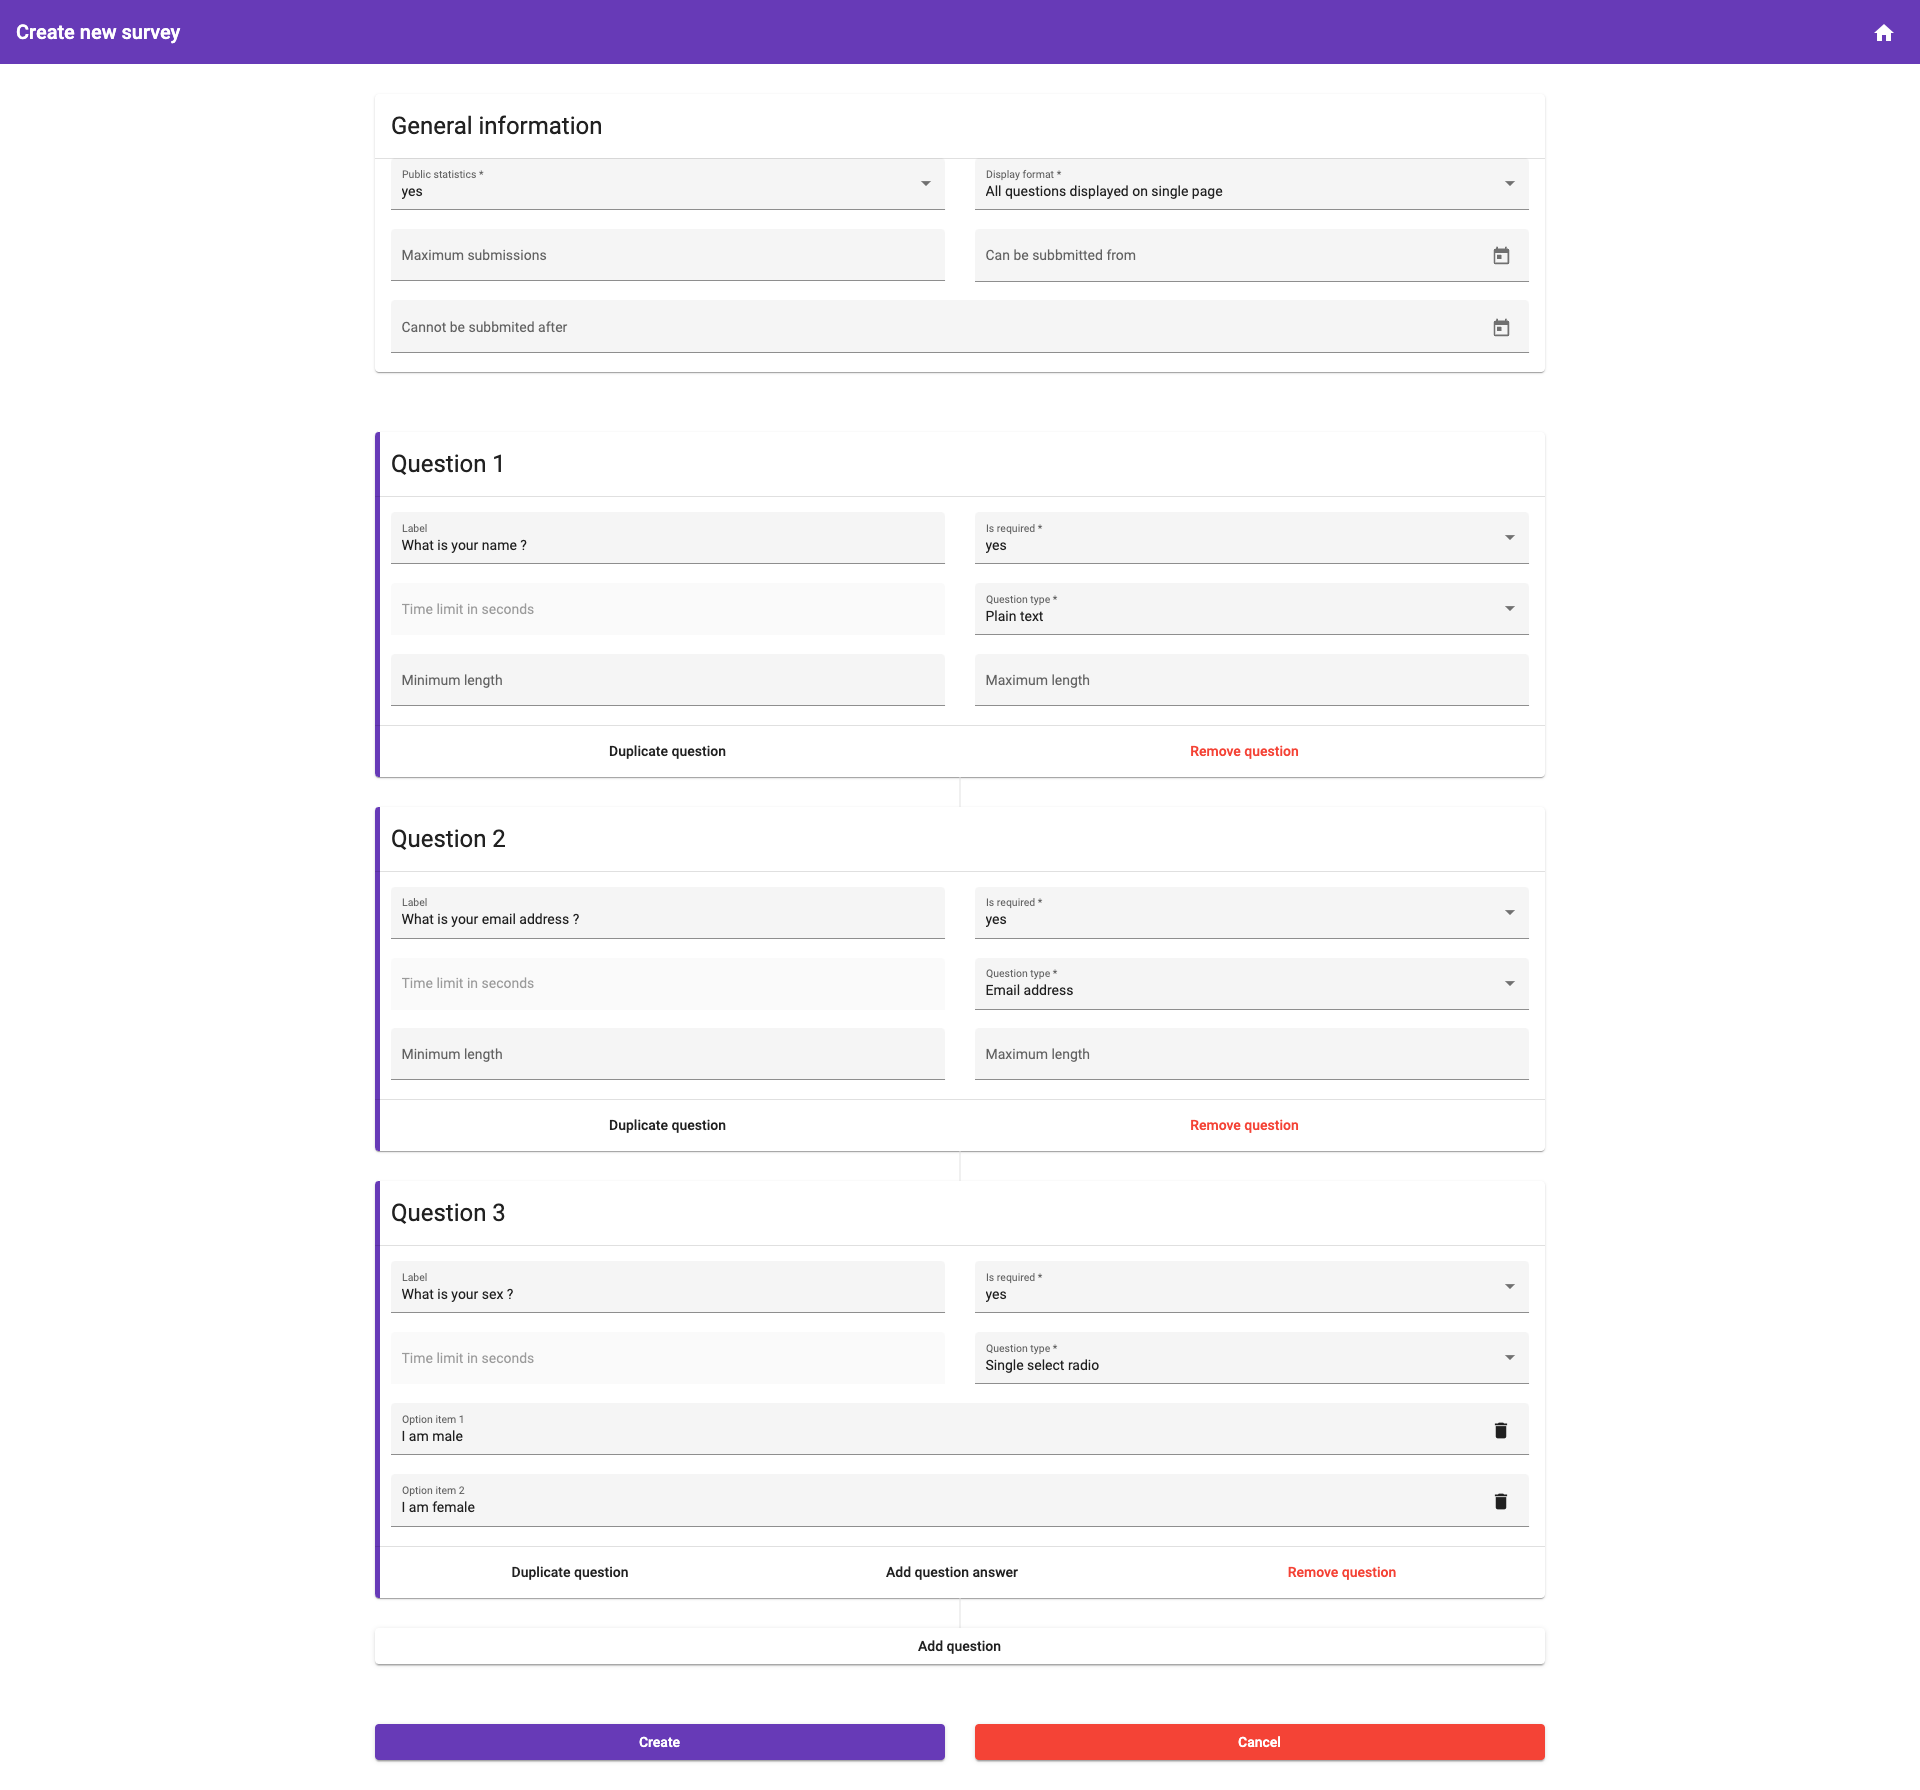 Create new survey
General information
Public statistics *
yes
Display format *
All questions displayed on single page
Maximum submissions
Can be subbmitted from
Cannot be subbmited after
Question 1
Label
What is your name ?
Is required *
yes
Time limit in seconds
Question type *
Plain text
Minimum length
Maximum length
Duplicate question
Remove question
Question 2
Label
What is your email address ?
Is required *
yes
Time limit in seconds
Question type *
Email address
Minimum length
Maximum length
Duplicate question
Remove question
Question 3
Label
What is your sex ?
Is required *
yes
Time limit in seconds
Question type *
Single select radio
Option item 1
I am male
Option item 2
I am female
Duplicate question
Add question answer
Remove question
Add question
Create
Cancel